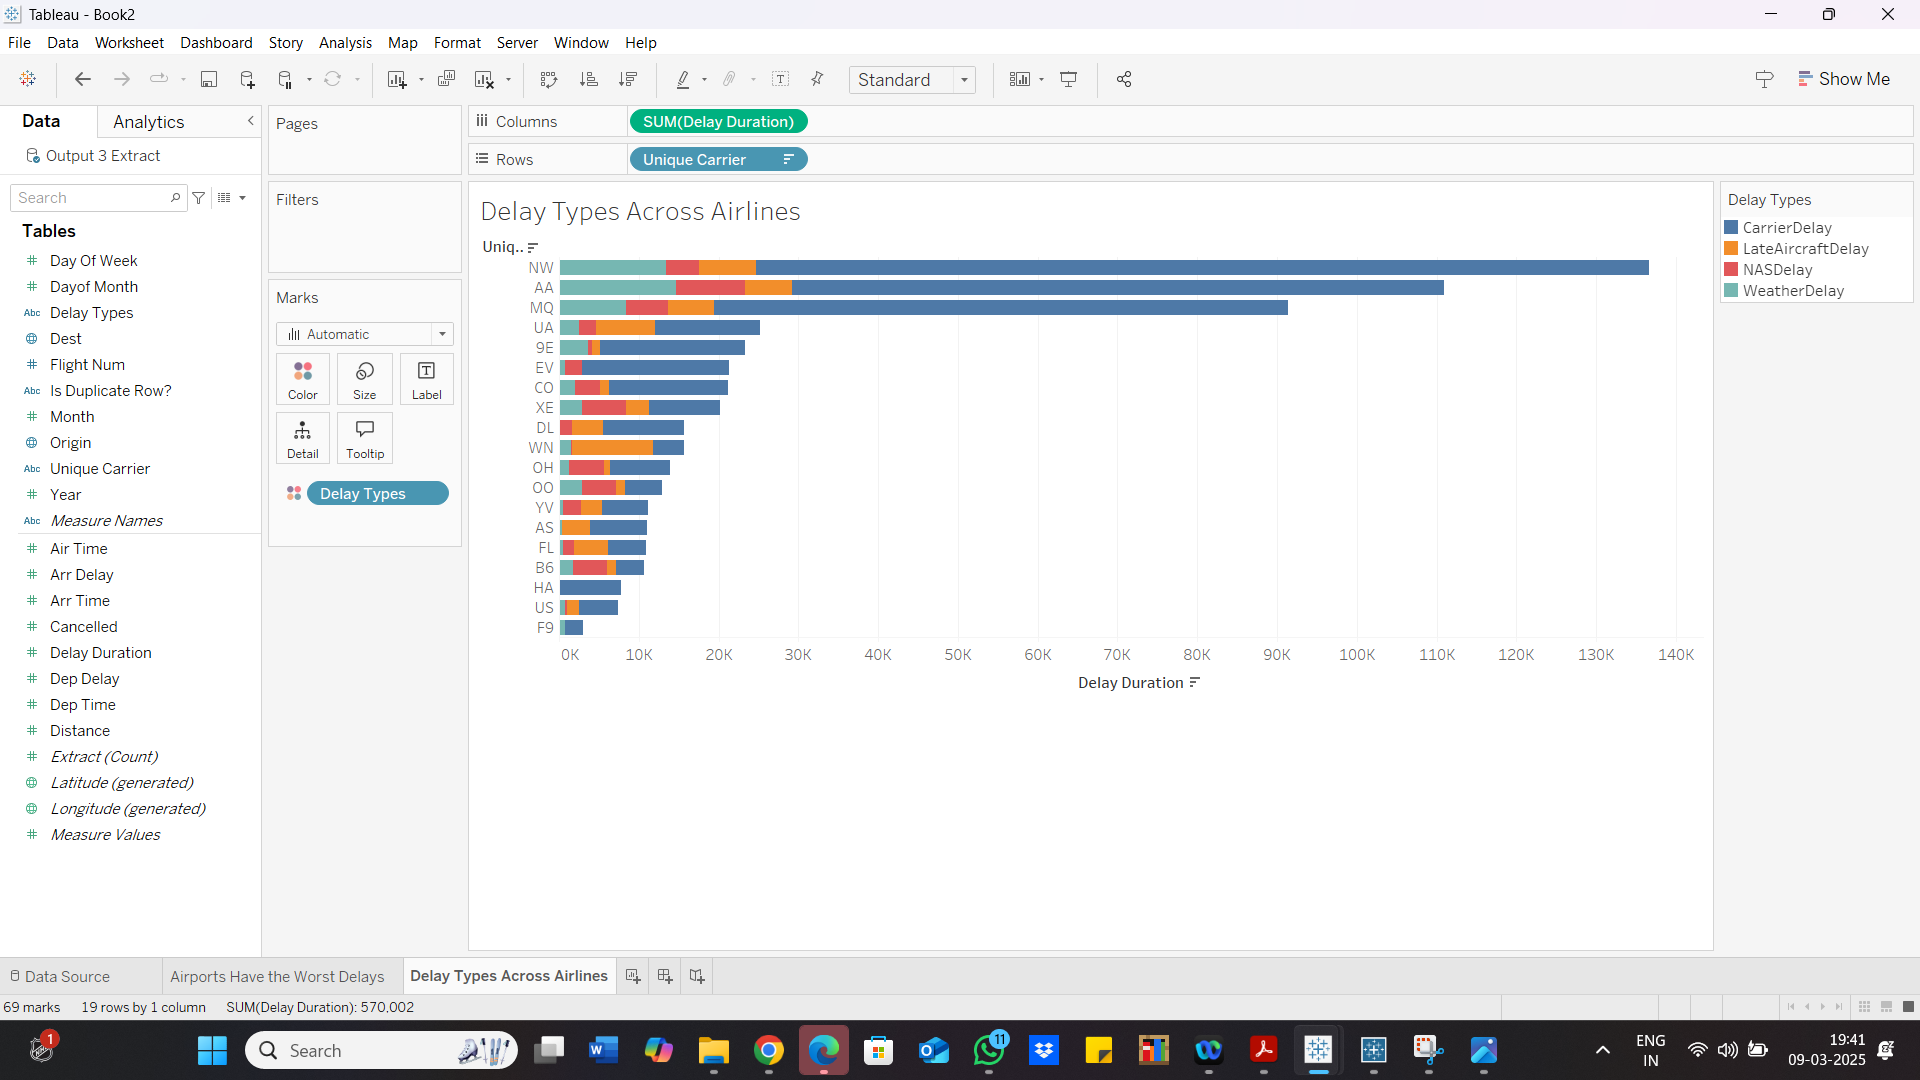 Tableau - Book2
File Data Worksheet Dashboard Story Analysis Map Format Server Window Help
Standard
Show Me
Data Analytics
Output 3 Extract
Search
Tables
Day Of Week
Dayof Month
Abc Delay Types
Dest
Flight Num
Abc Is Duplicate Row?
Month
Origin
Abc Unique Carrier
Year
Abc Measure Names
Air Time
Arr Delay
Arr Time
Cancelled
Delay Duration
Dep Delay
Dep Time
Distance
Extract (Count)
Latitude (generated)
Longitude (generated)
Measure Values
Pages
Filters
Marks
Automatic
Color Size Label
Detail Tooltip
Delay Types
Columns SUM(Delay Duration)
Rows Unique Carrier
Delay Types Across Airlines
Uniq..
NW
AA
MQ
UA
9E
EV
CO
XE
DL
WN
OH
OO
YV
AS
FL
B6
HA
US
F9
0K 10K 20K 30K 40K 50K 60K 70K 80K 90K 100K 110K 120K 130K 140K
Delay Duration
Delay Types
CarrierDelay
LateAircraftDelay
NASDelay
WeatherDelay
Data Source Airports Have the Worst Delays Delay Types Across Airlines
69 marks 19 rows by 1 column SUM(Delay Duration): 570,002
1
Search
11
ENG
IN
19:41
09-03-2025